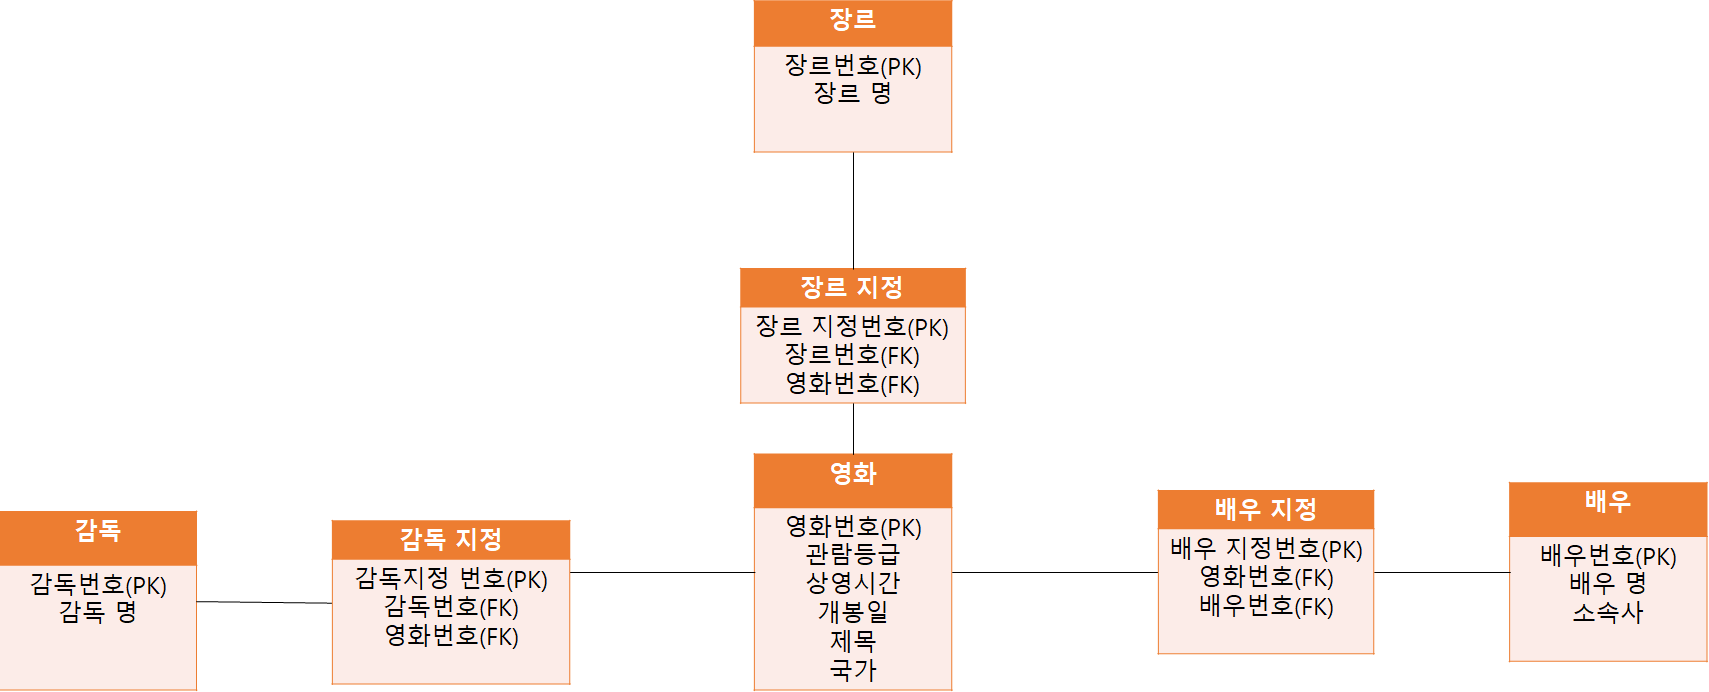 장르
장르번호(PK)
장르 명
장르 지정
장르 지정번호(PK)
장르번호(FK)
영화번호(FK)
감독
감독번호(PK)
감독 명
감독 지정
감독지정 번호(PK)
감독번호(FK)
영화번호(FK)
영화
영화번호(PK)
관람등급
상영시간
개봉일
제목
국가
배우 지정
배우 지정번호(PK)
영화번호(FK)
배우번호(FK)
배우
배우번호(PK)
배우 명
소속사